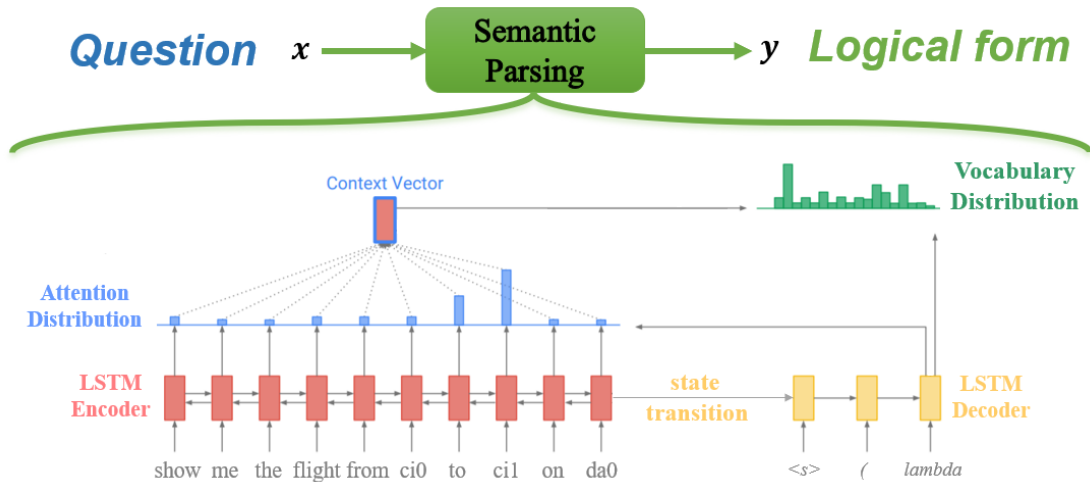 Question x Semantic Parsing y Logical form
Context Vector
Vocabulary
Distribution
Attention
Distribution
LSTM
Encoder
state
transition
LSTM
Decoder
show me the flight from ci0 to ci1 on da0
<s> ( lambda